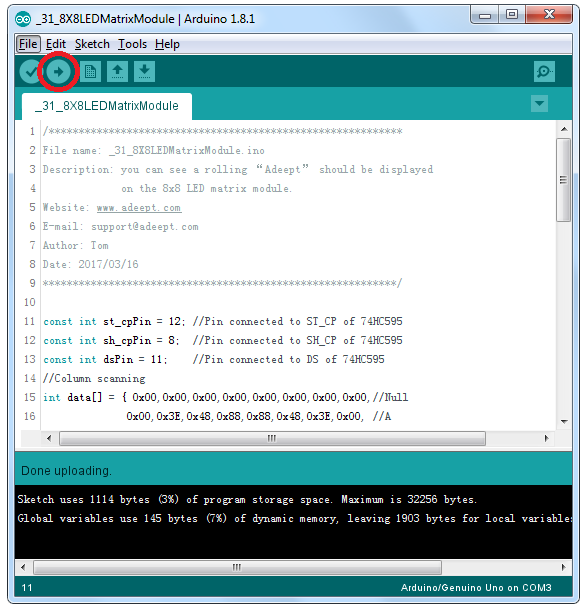 _31_8X8LEDMatrixModule | Arduino 1.8.1
File Edit Sketch Tools Help
_31_8X8LEDMatrixModule
1 /***********************************************************
2 File name: _31_8X8LEDMatrixModule.ino
3 Description: you can see a rolling “Adeept” should be displayed
4 on the 8x8 LED matrix module.
5 Website: www.adeept.com
6 E-mail: support@adeept.com
7 Author: Tom
8 Date: 2017/03/16
9 ***********************************************************/
10
11 const int st_cpPin = 12; //Pin connected to ST_CP of 74HC595
12 const int sh_cpPin = 8; //Pin connected to SH_CP of 74HC595
13 const int dsPin = 11; //Pin connected to DS of 74HC595
14 //Column scanning
15 int data[] = { 0x00,0x00,0x00,0x00,0x00,0x00,0x00,0x00,//Null
16 0x00,0x3E,0x48,0x88,0x88,0x48,0x3E,0x00, //A
Done uploading.
Sketch uses 1114 bytes (3%) of program storage space. Maximum is 32256 bytes.
Global variables use 145 bytes (7%) of dynamic memory, leaving 1903 bytes for local variables
11 Arduino/Genuino Uno on COM3